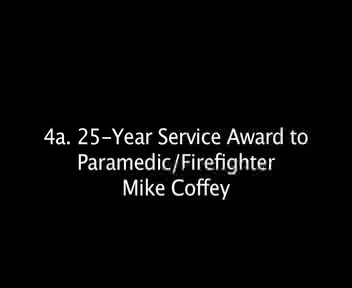 4a. 25-Year Service Award to
Paramedic/Firefighter
Mike Coffey